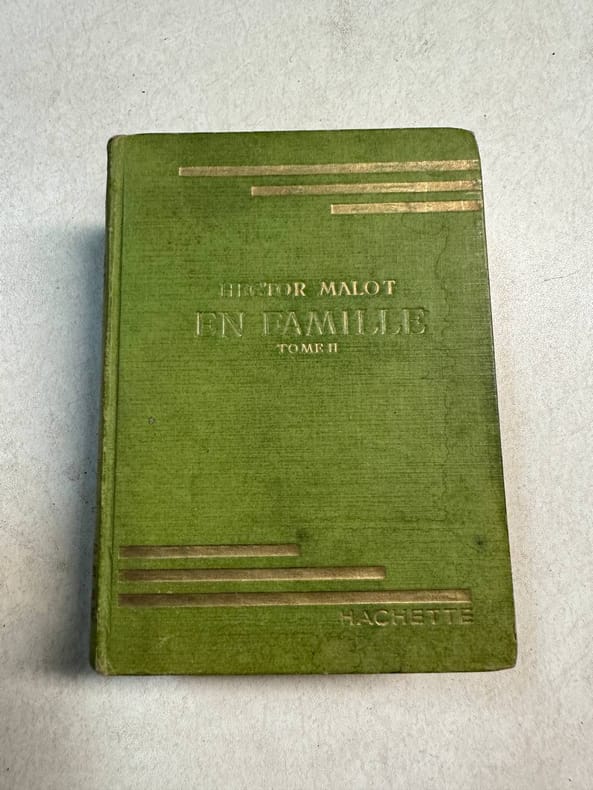 HECTOR MALOT
EN FAMILLE
TOME II
HACHETTE